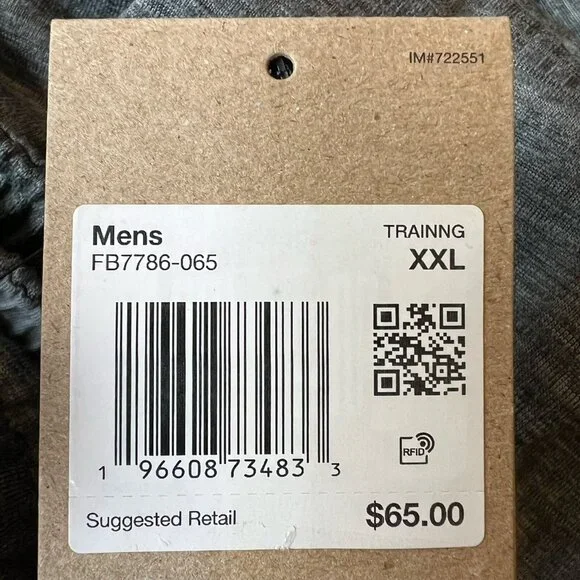 IM#722551
Mens TRAINNG
FB7786-065 XXL
RFID
1 96608 73483 3
Suggested Retail $65.00